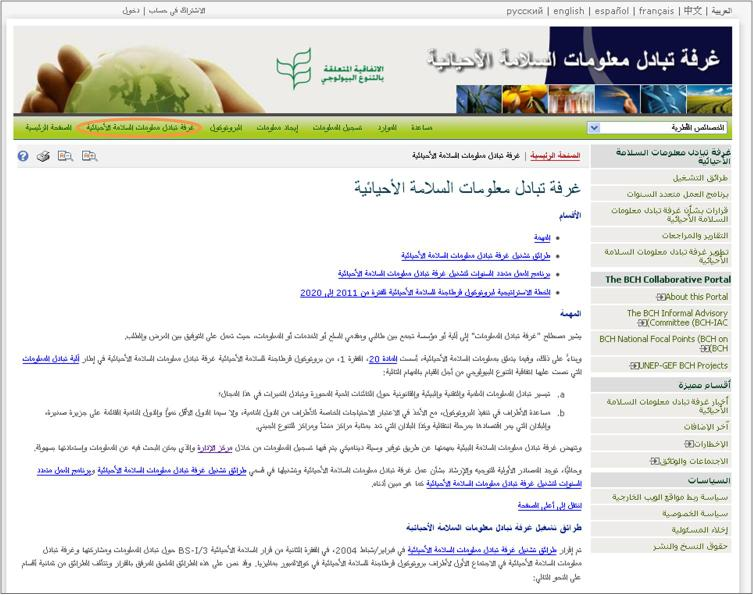 العربية | 中文 | français | español | english | русский
الاشتراك في حساب | دخول
غرفة تبادل معلومات السلامة الأحيائية
الاتفاقية المتعلقة
بالتنوع البيولوجي
الصفحة الرئيسية غرفة تبادل معلومات السلامة الأحيائية البروتوكول إيجاد معلومات تسجيل المعلومات الموارد مساعدة
الخصائص القطرية
الصفحة الرئيسية | غرفة تبادل معلومات السلامة الأحيائية
غرفة تبادل معلومات السلامة الأحيائية
طرائق التشغيل
برنامج العمل متعدد السنوات
قرارات بشأن غرفة تبادل معلومات
السلامة الأحيائية
التقارير والمراجعات
تطوير غرفة تبادل معلومات السلامة
الأحيائية
The BCH Collaborative Portal
About this Portal
The BCH Informal Advisory
Committee (BCH-IAC)
BCH National Focal Points (BCH on
BCH)
UNEP-GEF BCH Projects
أقسام مميزة
أخبار غرفة تبادل معلومات السلامة
الأحيائية
آخر الإضافات
الإخطارات
الاجتماعات والوثائق
السياسات
سياسة ربط مواقع الويب الخارجية
سياسة الخصوصية
إخلاء المسئولية
حقوق النسخ والنشر
غرفة تبادل معلومات السلامة الأحيائية
الأقسام
المهمة
طرائق تشغيل غرفة تبادل معلومات السلامة الأحيائية
برنامج العمل متعدد السنوات لتشغيل غرفة تبادل معلومات السلامة الأحيائية
الخطة الاستراتيجية لبروتوكول قرطاجنة للسلامة الأحيائية للفترة من 2011 إلى 2020
المهمة
يشير مصطلح "غرفة تبادل المعلومات" إلى آلية أو مؤسسة تجمع بين طالبي ومقدمي السلع أو الخدمات أو المعلومات، حيث تعمل على التوفيق بين العرض والطلب.
وبناءً على ذلك، وفيما يتعلق بمعلومات السلامة الأحيائية، أسست المادة 20، الفقرة 1، من بروتوكول قرطاجنة للسلامة الأحيائية غرفة تبادل معلومات السلامة الأحيائية في إطار آلية تبادل المعلومات
التي نصت عليها اتفاقية التنوع البيولوجي من أجل القيام بالمهام التالية:
a. تيسير تبادل المعلومات العلمية والتقنية والبيئية والقانونية حول الكائنات الحية المحورة وتبادل الخبرات في هذا المجال؛
b. مساعدة الأطراف في تنفيذ البروتوكول، مع الأخذ في الاعتبار الاحتياجات الخاصة للأطراف من الدول النامية، ولا سيما الدول الأقل نمواً والدول النامية القائمة على جزيرة صغيرة،
والبلدان التي يمر اقتصادها بمرحلة انتقالية وكذا البلدان التي تعد بمثابة مراكز منشأ ومراكز للتنوع الجيني.
وتنهض غرفة تبادل معلومات السلامة البيئية بمهمتها عن طريق توفير وسيلة ديناميكية يتم فيها تسجيل المعلومات من خلال مركز الإدارة والذي يمكن البحث فيه عن المعلومات واستعادتها بسهولة.
وحاليًا، توجد المصادر الأولية للتوجيه والإرشاد بشأن عمل غرفة تبادل معلومات السلامة الأحيائية وتشغيلها في قسمي طرائق تشغيل غرفة تبادل معلومات السلامة الأحيائية وبرنامج العمل متعدد
السنوات لتشغيل غرفة تبادل معلومات السلامة الأحيائية كما هو مبين أدناه.
انتقل إلى أعلى الصفحة
طرائق تشغيل غرفة تبادل معلومات السلامة الأحيائية
تم إقرار طرائق تشغيل غرفة تبادل معلومات السلامة الأحيائية في فبراير/شباط 2004، في الفقرة الثانية من قرار السلامة الأحيائية BS-I/3 حول تبادل المعلومات ومشاركتها وغرفة تبادل
معلومات السلامة الأحيائية في الاجتماع الأول لأطراف بروتوكول قرطاجنة للسلامة الأحيائية في كوالالمبور بماليزيا. وقد نص على هذه الطرائق الملحق المرفق بالقرار وتتألف الطرائق من ثمانية أقسام
على النحو التالي: